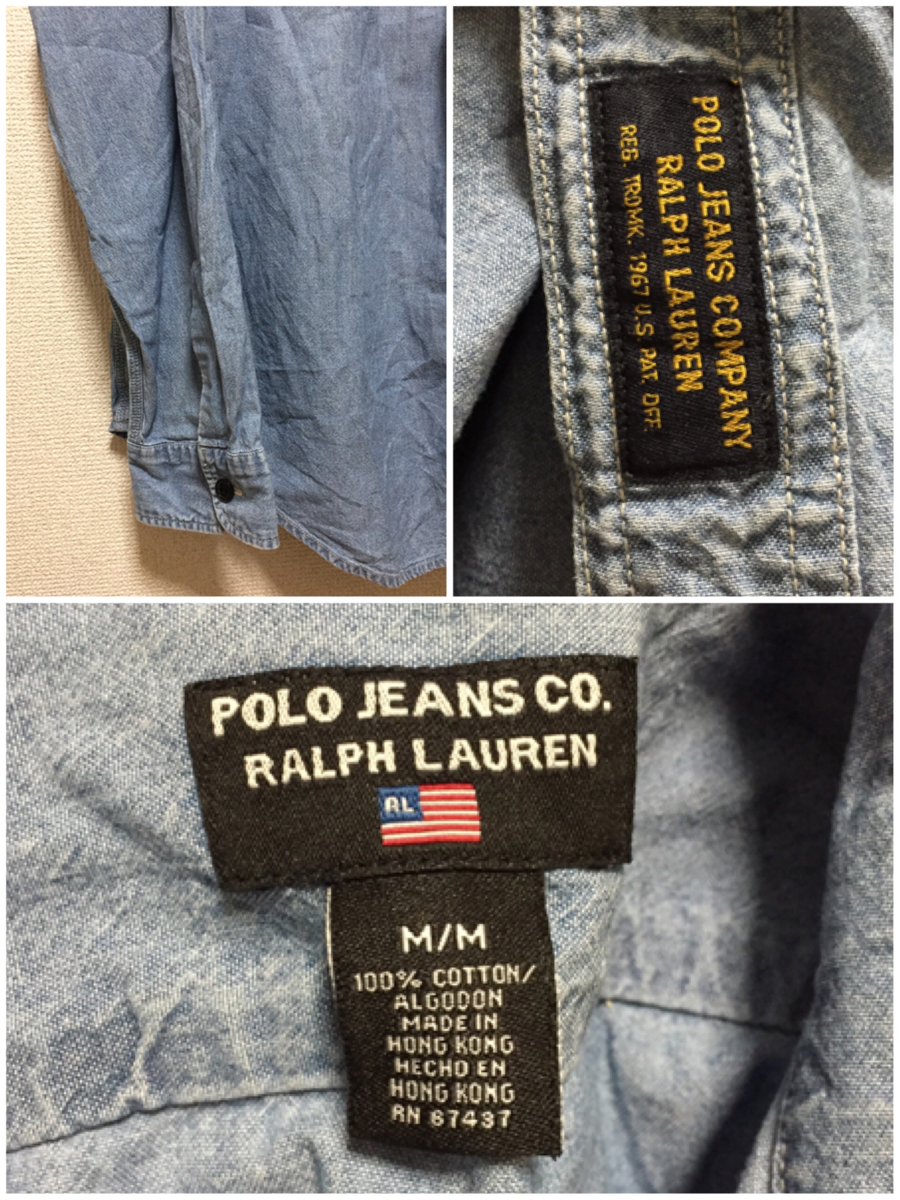 POLO JEANS COMPANY
RALPH LAUREN
REG. TRDMK. 1967 U.S. PAT. OFF.
POLO JEANS CO.
RALPH LAUREN
RL
M/M
100% COTTON/
ALGODON
MADE IN
HONG KONG
HECHO EN
HONG KONG
RN 67437